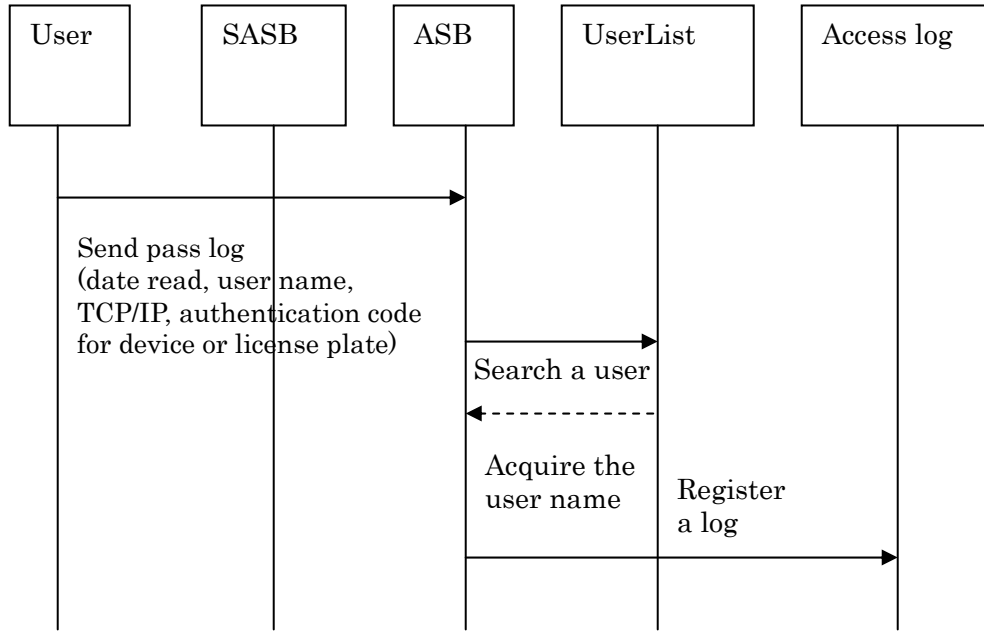 User
SASB
ASB
UserList
Access log
Send pass log
(date read, user name,
TCP/IP, authentication code
for device or license plate)
Search a user
Acquire the
user name
Register
a log